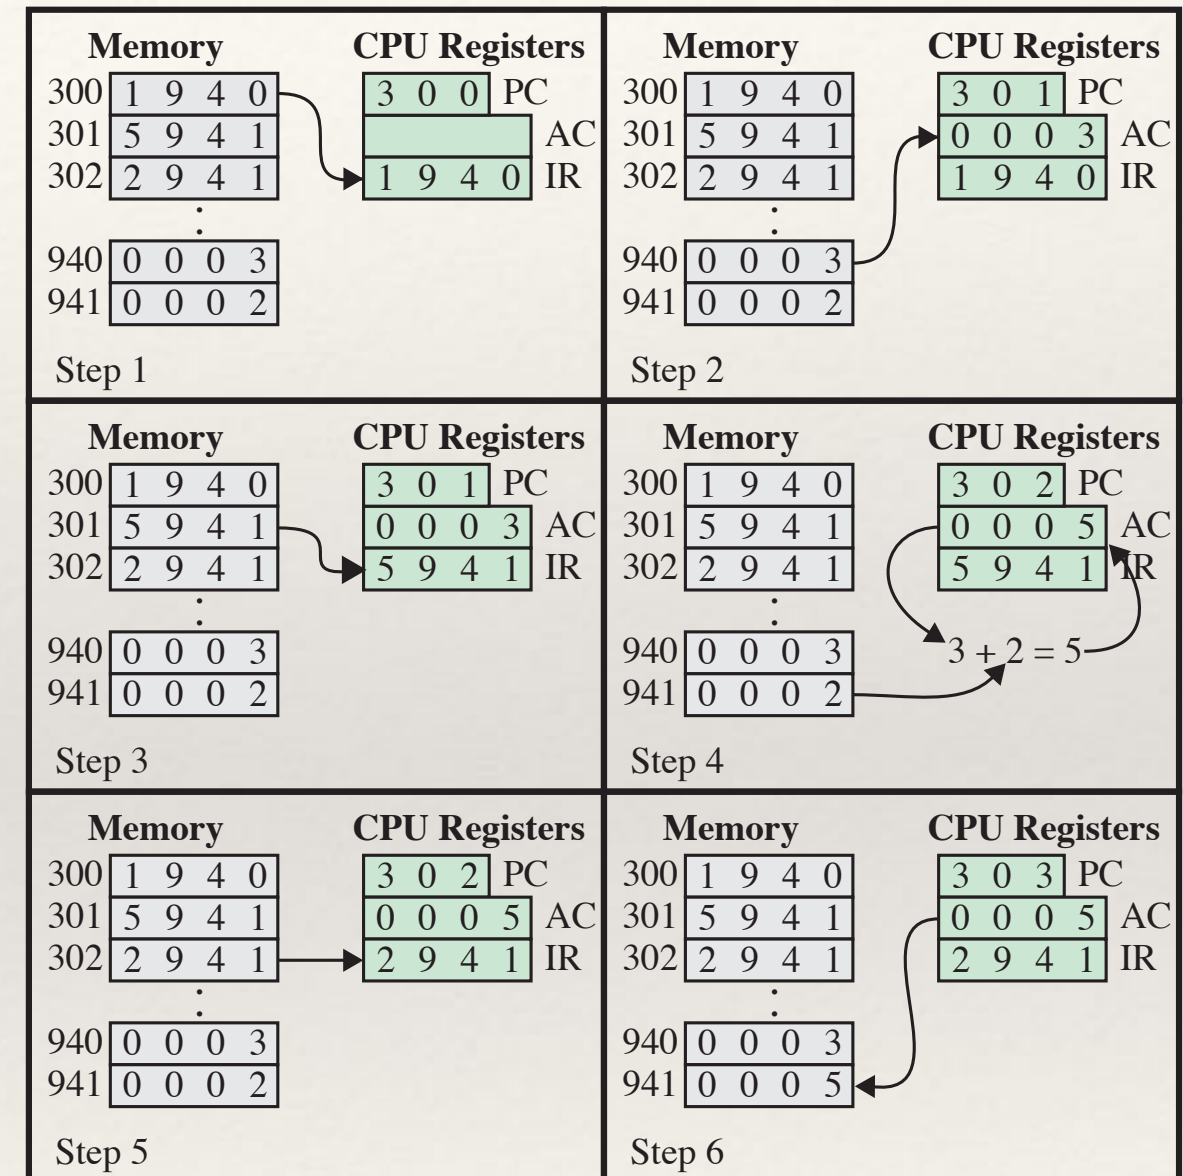 Memory CPU Registers
300 1 9 4 0 3 0 0 PC
301 5 9 4 1 AC
302 2 9 4 1 1 9 4 0 IR
940 0 0 0 3
941 0 0 0 2
Step 1
Memory CPU Registers
300 1 9 4 0 3 0 1 PC
301 5 9 4 1 0 0 0 3 AC
302 2 9 4 1 1 9 4 0 IR
940 0 0 0 3
941 0 0 0 2
Step 2
Memory CPU Registers
300 1 9 4 0 3 0 1 PC
301 5 9 4 1 0 0 0 3 AC
302 2 9 4 1 5 9 4 1 IR
940 0 0 0 3
941 0 0 0 2
Step 3
Memory CPU Registers
300 1 9 4 0 3 0 2 PC
301 5 9 4 1 0 0 0 5 AC
302 2 9 4 1 5 9 4 1 IR
940 0 0 0 3 3 + 2 = 5
941 0 0 0 2
Step 4
Memory CPU Registers
300 1 9 4 0 3 0 2 PC
301 5 9 4 1 0 0 0 5 AC
302 2 9 4 1 2 9 4 1 IR
940 0 0 0 3
941 0 0 0 2
Step 5
Memory CPU Registers
300 1 9 4 0 3 0 3 PC
301 5 9 4 1 0 0 0 5 AC
302 2 9 4 1 2 9 4 1 IR
940 0 0 0 3
941 0 0 0 5
Step 6